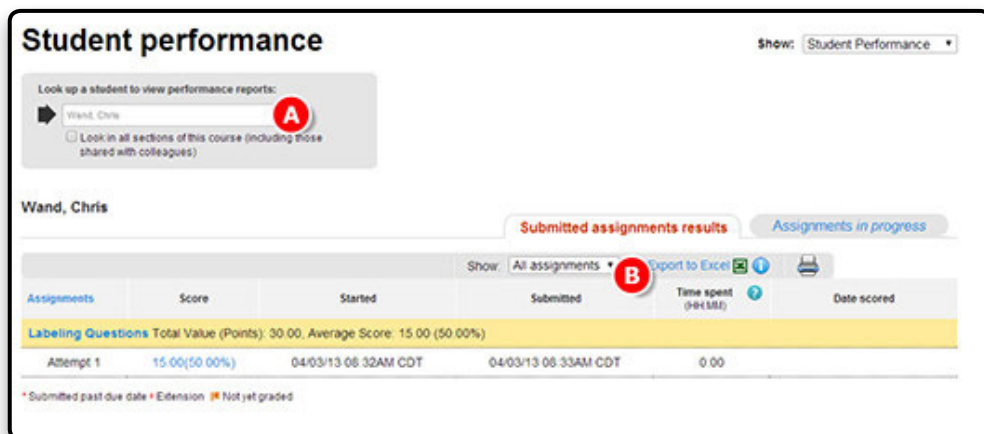 Student performance
Show: Student Performance
Look up a student to view performance reports:
Wand, Chris
A
Look in all sections of this course (including those
shared with colleagues)
Wand, Chris
Submitted assignments results
Assignments in progress
Show: All assignments
B
Export to Excel
Assignments
Score
Started
Submitted
Time spent
(HH:MM)
?
Date scored
Labeling Questions Total Value (Points): 30.00, Average Score: 15.00 (50.00%)
Attempt 1
15.00(50.00%)
04/03/13 08:32AM CDT
04/03/13 08:33AM CDT
0:00
* Submitted past due date + Extension Not yet graded